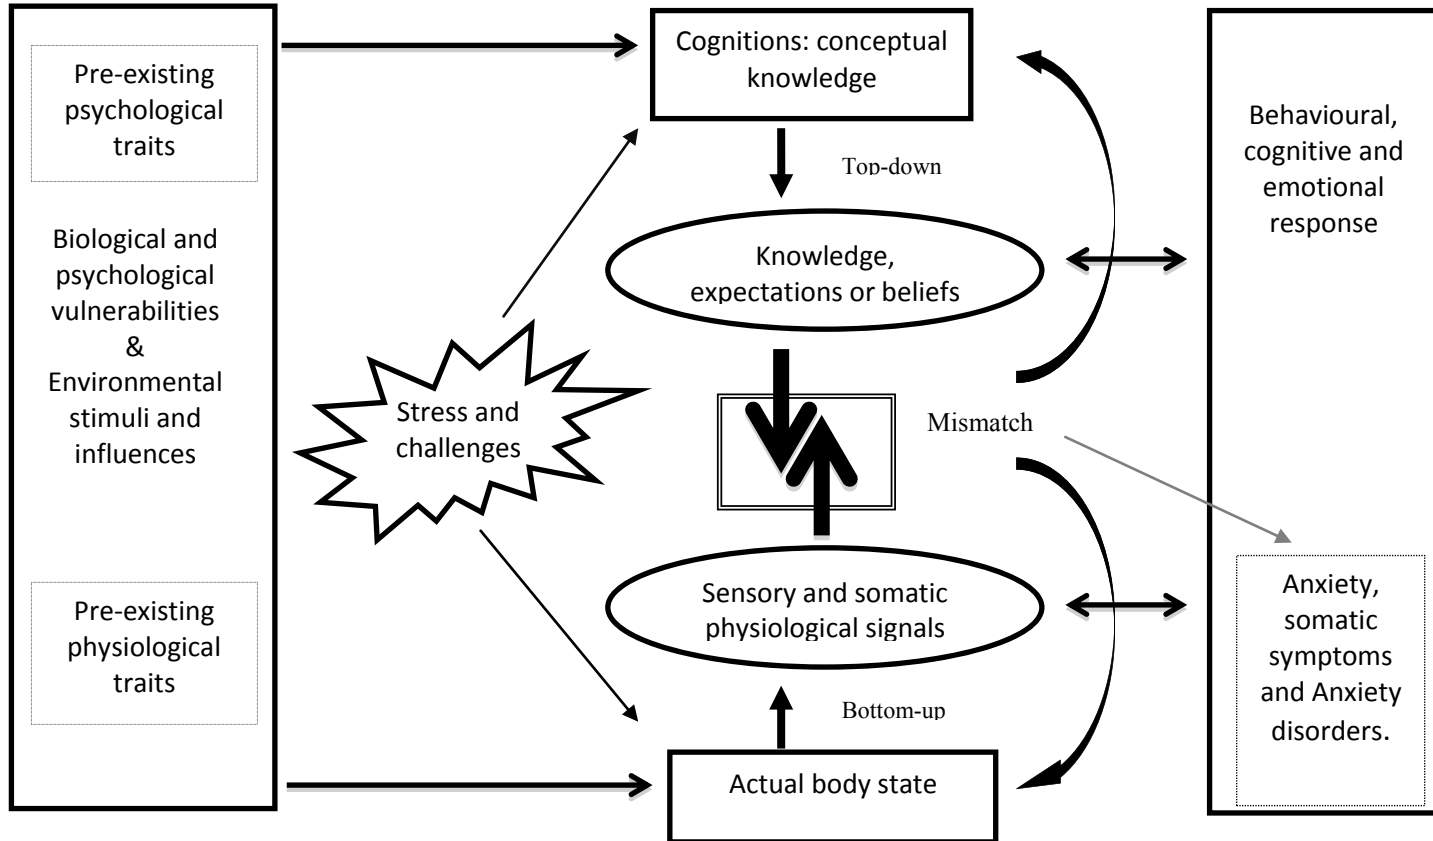 Pre-existing
psychological
traits
Biological and
psychological
vulnerabilities
&
Environmental
stimuli and
influences
Pre-existing
physiological
traits
Stress and
challenges
Cognitions: conceptual
knowledge
Top-down
Knowledge,
expectations or beliefs
Mismatch
Sensory and somatic
physiological signals
Bottom-up
Actual body state
Behavioural,
cognitive and
emotional
response
Anxiety,
somatic
symptoms
and Anxiety
disorders.